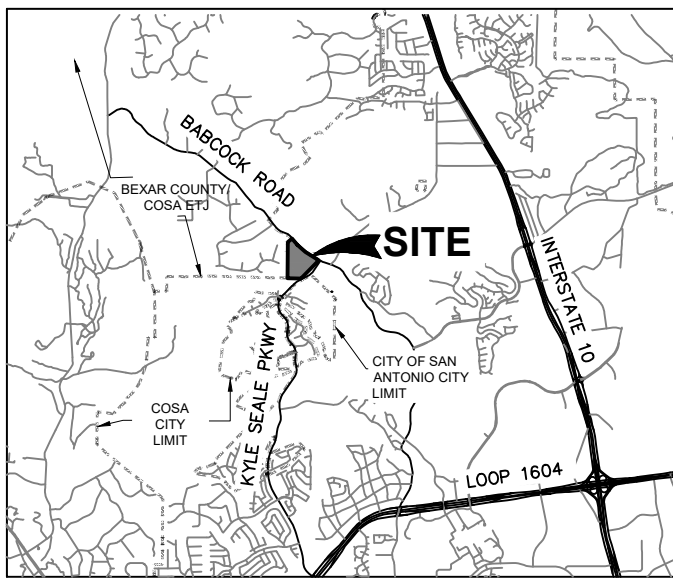 BABCOCK ROAD
BEXAR COUNTY/
COSA ETJ
SITE
INTERSTATE 10
KYLE SEALE PKWY
CITY OF SAN
ANTONIO CITY
LIMIT
COSA
CITY
LIMIT
LOOP 1604